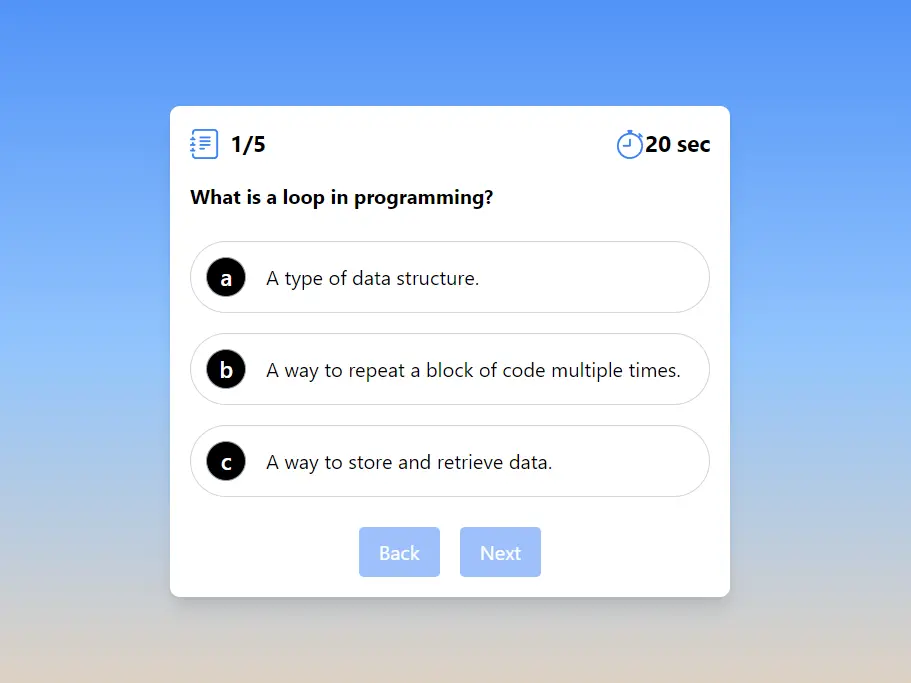 1/5
20 sec
What is a loop in programming?
a
A type of data structure.
b
A way to repeat a block of code multiple times.
c
A way to store and retrieve data.
Back
Next